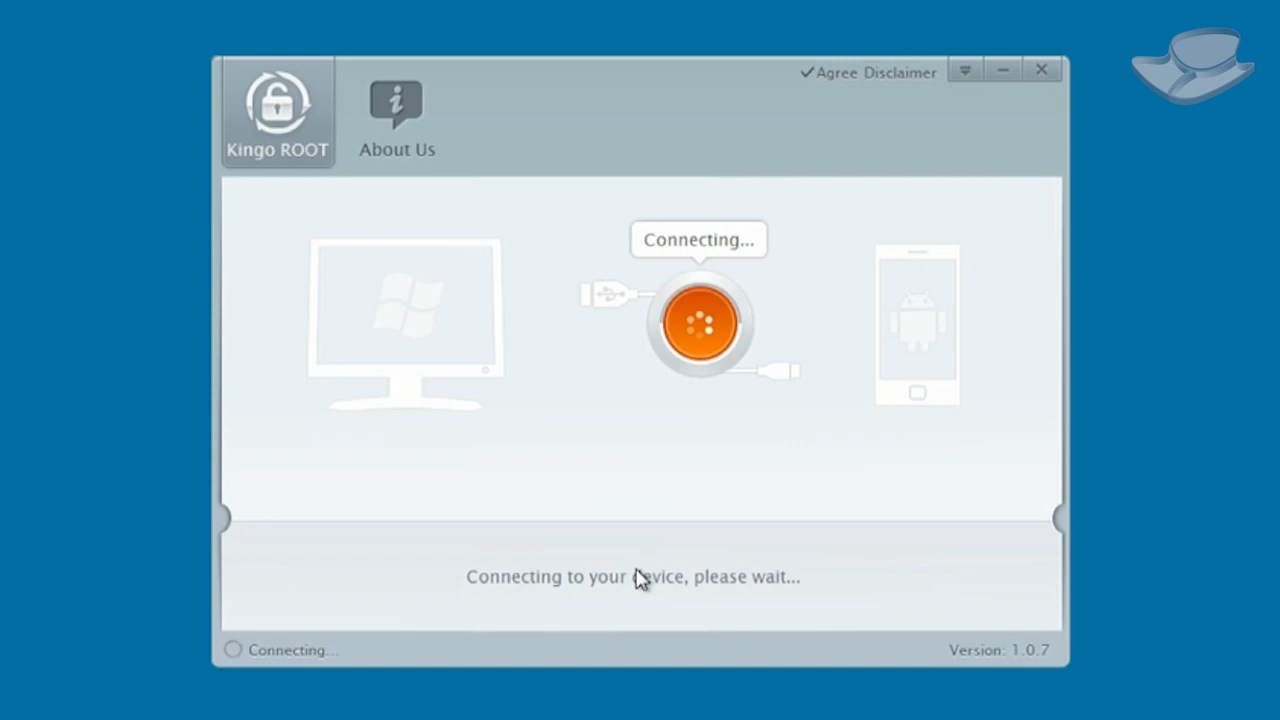 Agree Disclaimer
Kingo ROOT
About Us
Connecting...
Connecting to your device, please wait...
Connecting...
Version: 1.0.7